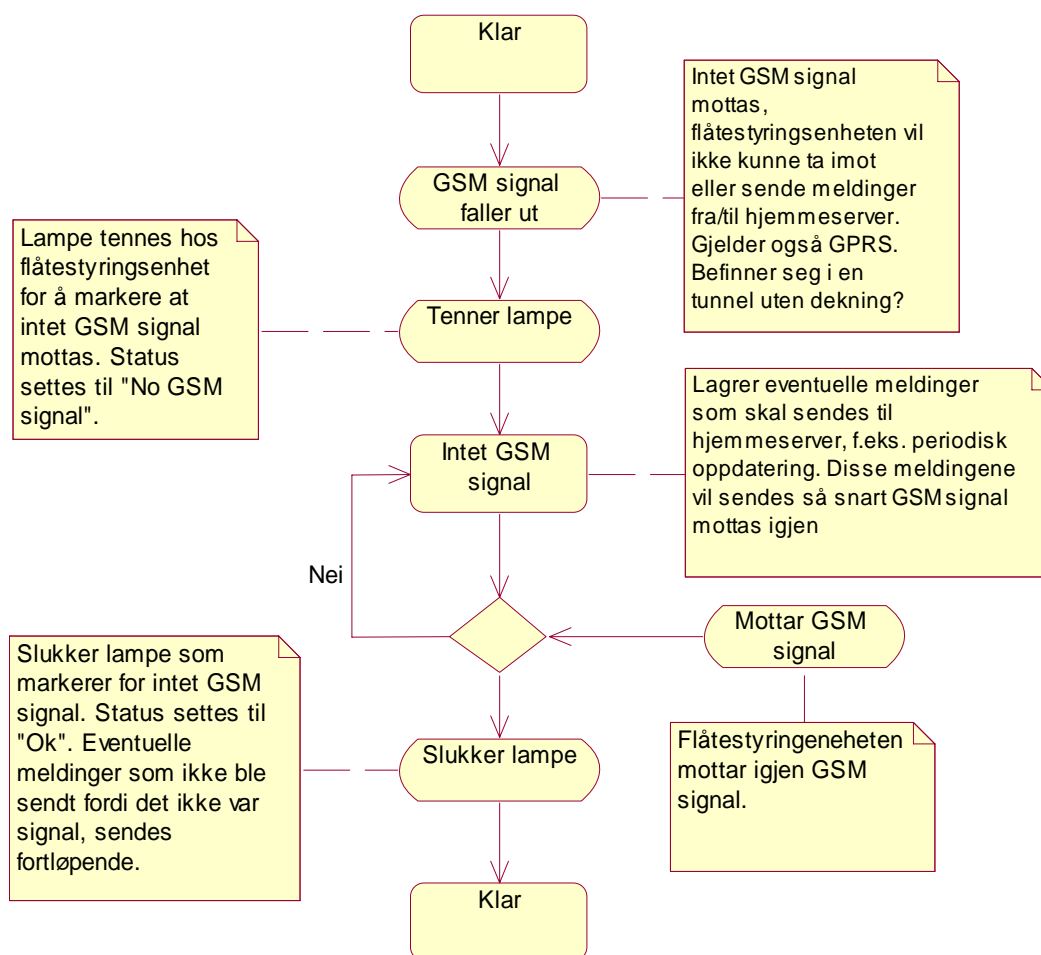 Klar
Intet GSM signal
mottas,
flåtestyringsenheten vil
ikke kunne ta imot
eller sende meldinger
fra/til hjemmeserver.
Gjelder også GPRS.
Befinner seg i en
tunnel uten dekning?
GSM signal
faller ut
Lampe tennes hos
flåtestyringsenhet
for å markere at
intet GSM signal
mottas. Status
settes til "No GSM
signal".
Tenner lampe
Lagrer eventuelle meldinger
som skal sendes til
hjemmeserver, f.eks. periodisk
oppdatering. Disse meldingene
vil sendes så snart GSM signal
mottas igjen
Intet GSM
signal
Nei
Mottar GSM
signal
Slukker lampe som
markerer for intet GSM
signal. Status settes til
"Ok". Eventuelle
meldinger som ikke ble
sendt fordi det ikke var
signal, sendes
fortløpende.
Slukker lampe
Flåtestyringeneheten
mottar igjen GSM
signal.
Klar